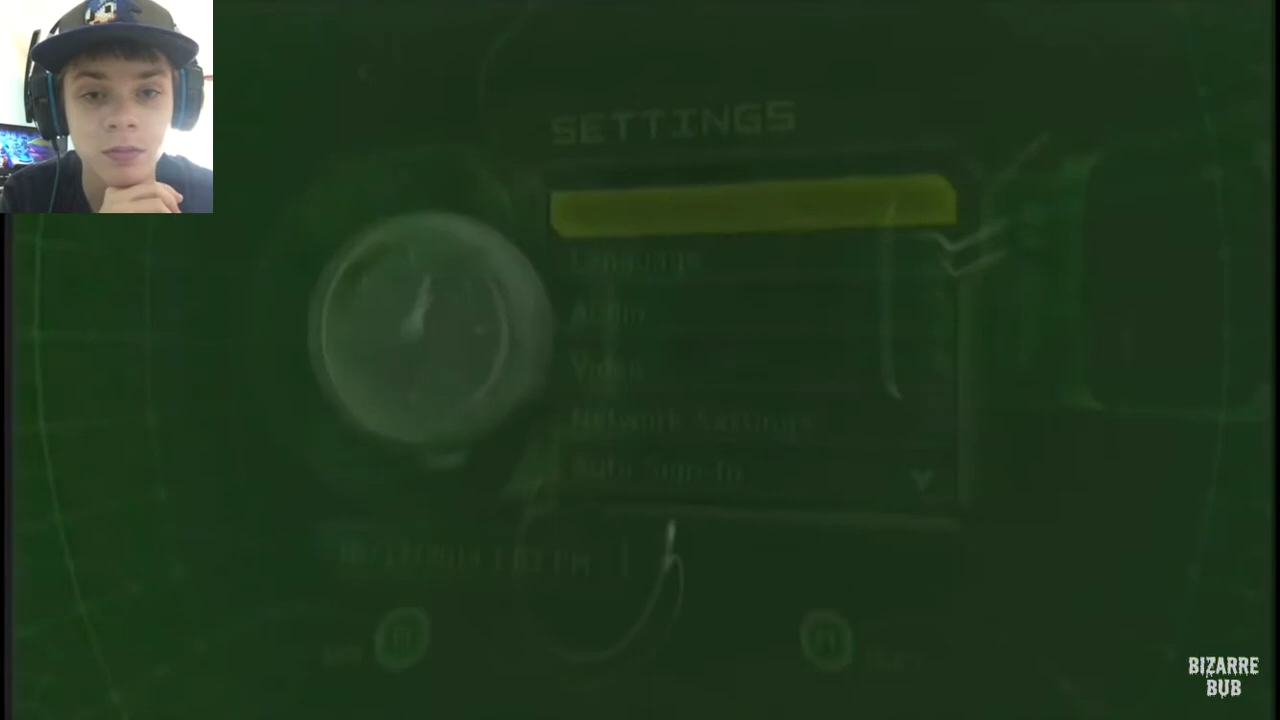 SETTINGS
Language
Audio
Video
Network Settings
Auto Sign-In
BIZARRE
BUB